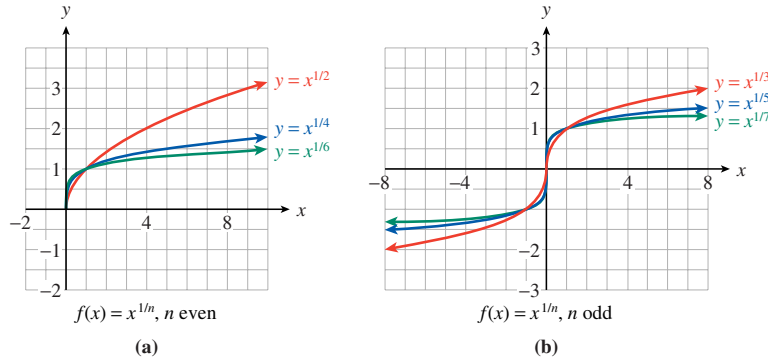 y
3
2
1
−1
−2
−2
4
8
x
y = x^{1/2}
y = x^{1/4}
y = x^{1/6}
f(x) = x^{1/n}, n even
(a)
y
3
2
1
−2
−3
−8
−4
4
8
x
y = x^{1/3}
y = x^{1/5}
y = x^{1/7}
f(x) = x^{1/n}, n odd
(b)